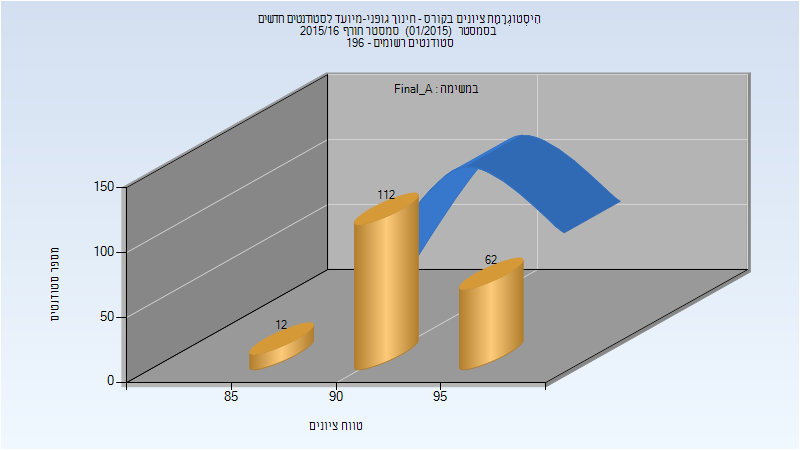 היסטוגרמת ציונים בקורס - חינוך גופני-מיועד לסטודנטים חדשים
בסמסטר (01/2015) סמסטר חורף 2015/16
סטודנטים רשומים - 196
במשימה : Final_A
150
100
50
0
מספר סטודנטים
112
62
12
85
90
95
טווח ציונים